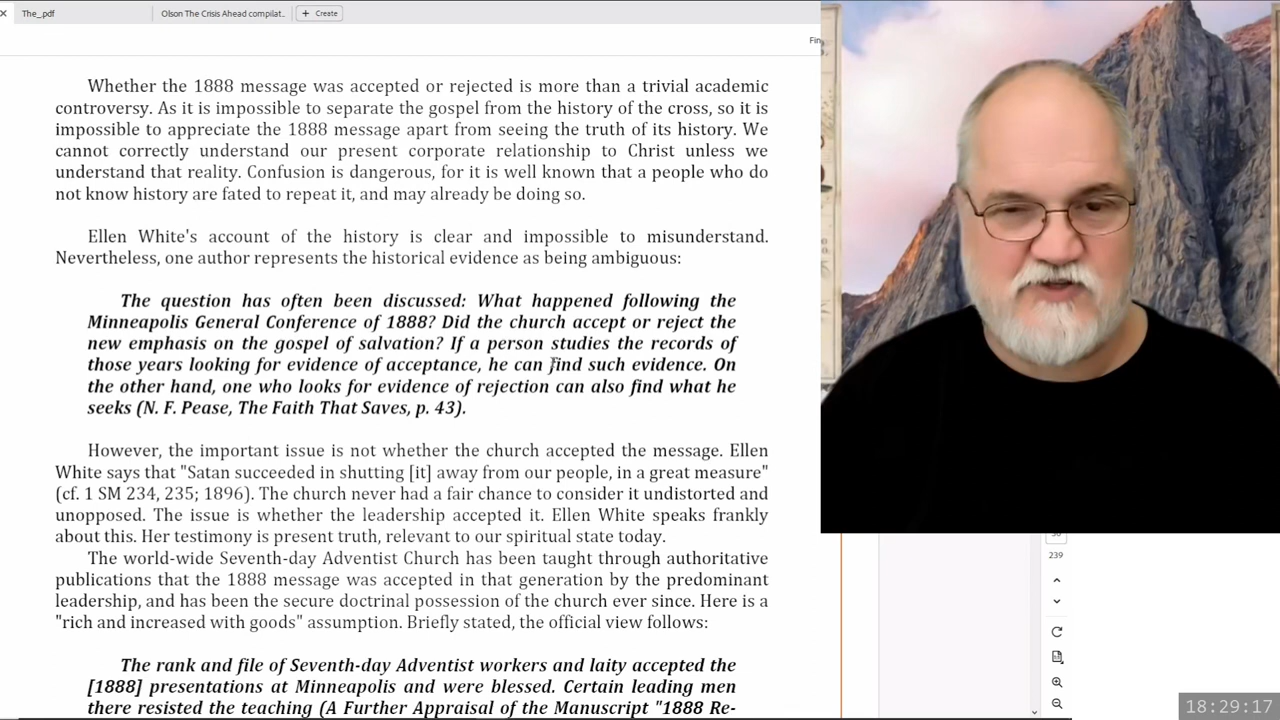 The_.pdf
Olson The Crisis Ahead compilat..
+ Create
Whether the 1888 message was accepted or rejected is more than a trivial academic
controversy. As it is impossible to separate the gospel from the history of the cross, so it is
impossible to appreciate the 1888 message apart from seeing the truth of its history. We
cannot correctly understand our present corporate relationship to Christ unless we
understand that reality. Confusion is dangerous, for it is well known that a people who do
not know history are fated to repeat it, and may already be doing so.
Ellen White's account of the history is clear and impossible to misunderstand.
Nevertheless, one author represents the historical evidence as being ambiguous:
The question has often been discussed: What happened following the
Minneapolis General Conference of 1888? Did the church accept or reject the
new emphasis on the gospel of salvation? If a person studies the records of
those years looking for evidence of acceptance, he can find such evidence. On
the other hand, one who looks for evidence of rejection can also find what he
seeks (N. F. Pease, The Faith That Saves, p. 43).
However, the important issue is not whether the church accepted the message. Ellen
White says that "Satan succeeded in shutting [it] away from our people, in a great measure"
(cf. 1 SM 234, 235; 1896). The church never had a fair chance to consider it undistorted and
unopposed. The issue is whether the leadership accepted it. Ellen White speaks frankly
about this. Her testimony is present truth, relevant to our spiritual state today.
The world-wide Seventh-day Adventist Church has been taught through authoritative
publications that the 1888 message was accepted in that generation by the predominant
leadership, and has been the secure doctrinal possession of the church ever since. Here is a
"rich and increased with goods" assumption. Briefly stated, the official view follows:
The rank and file of Seventh-day Adventist workers and laity accepted the
[1888] presentations at Minneapolis and were blessed. Certain leading men
there resisted the teaching (A Further Appraisal of the Manuscript "1888 Re-
239
18:29:17